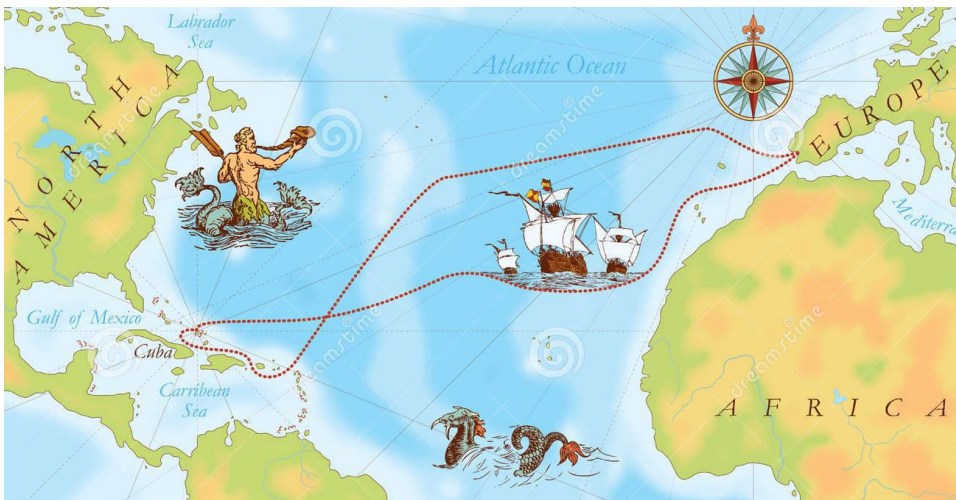 Labrador
Sea
Atlantic Ocean
NORTH
AMERICA
EUROPE
Mediterra
Gulf of Mexico
Cuba
Carribean
Sea
AFRICA
dreamstime
dreamstime
dreamstime
dreamstime
dreamstime